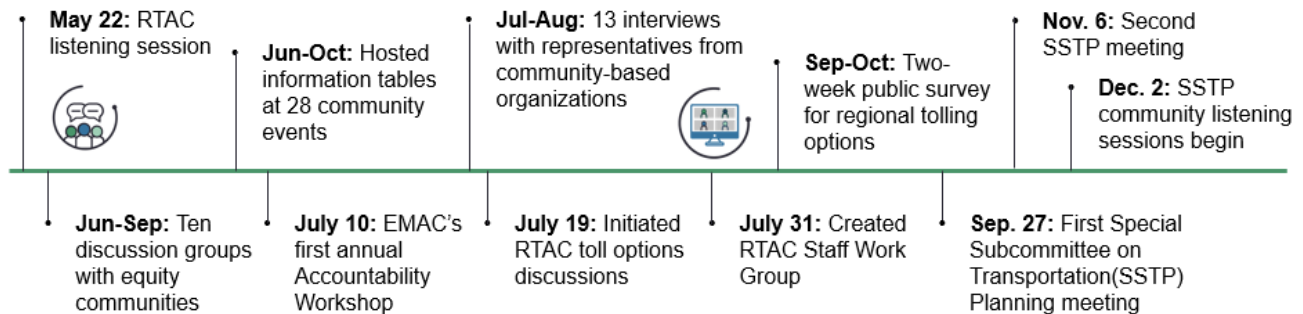 May 22: RTAC
listening session
Jun-Oct: Hosted
information tables
at 28 community
events
Jul-Aug: 13 interviews
with representatives from
community-based
organizations
Sep-Oct: Two-
week public survey
for regional tolling
options
Nov. 6: Second
SSTP meeting
Dec. 2: SSTP
community listening
sessions begin
Jun-Sep: Ten
discussion groups
with equity
communities
July 10: EMAC’s
first annual
Accountability
Workshop
July 19: Initiated
RTAC toll options
discussions
July 31: Created
RTAC Staff Work
Group
Sep. 27: First Special
Subcommittee on
Transportation(SSTP)
Planning meeting